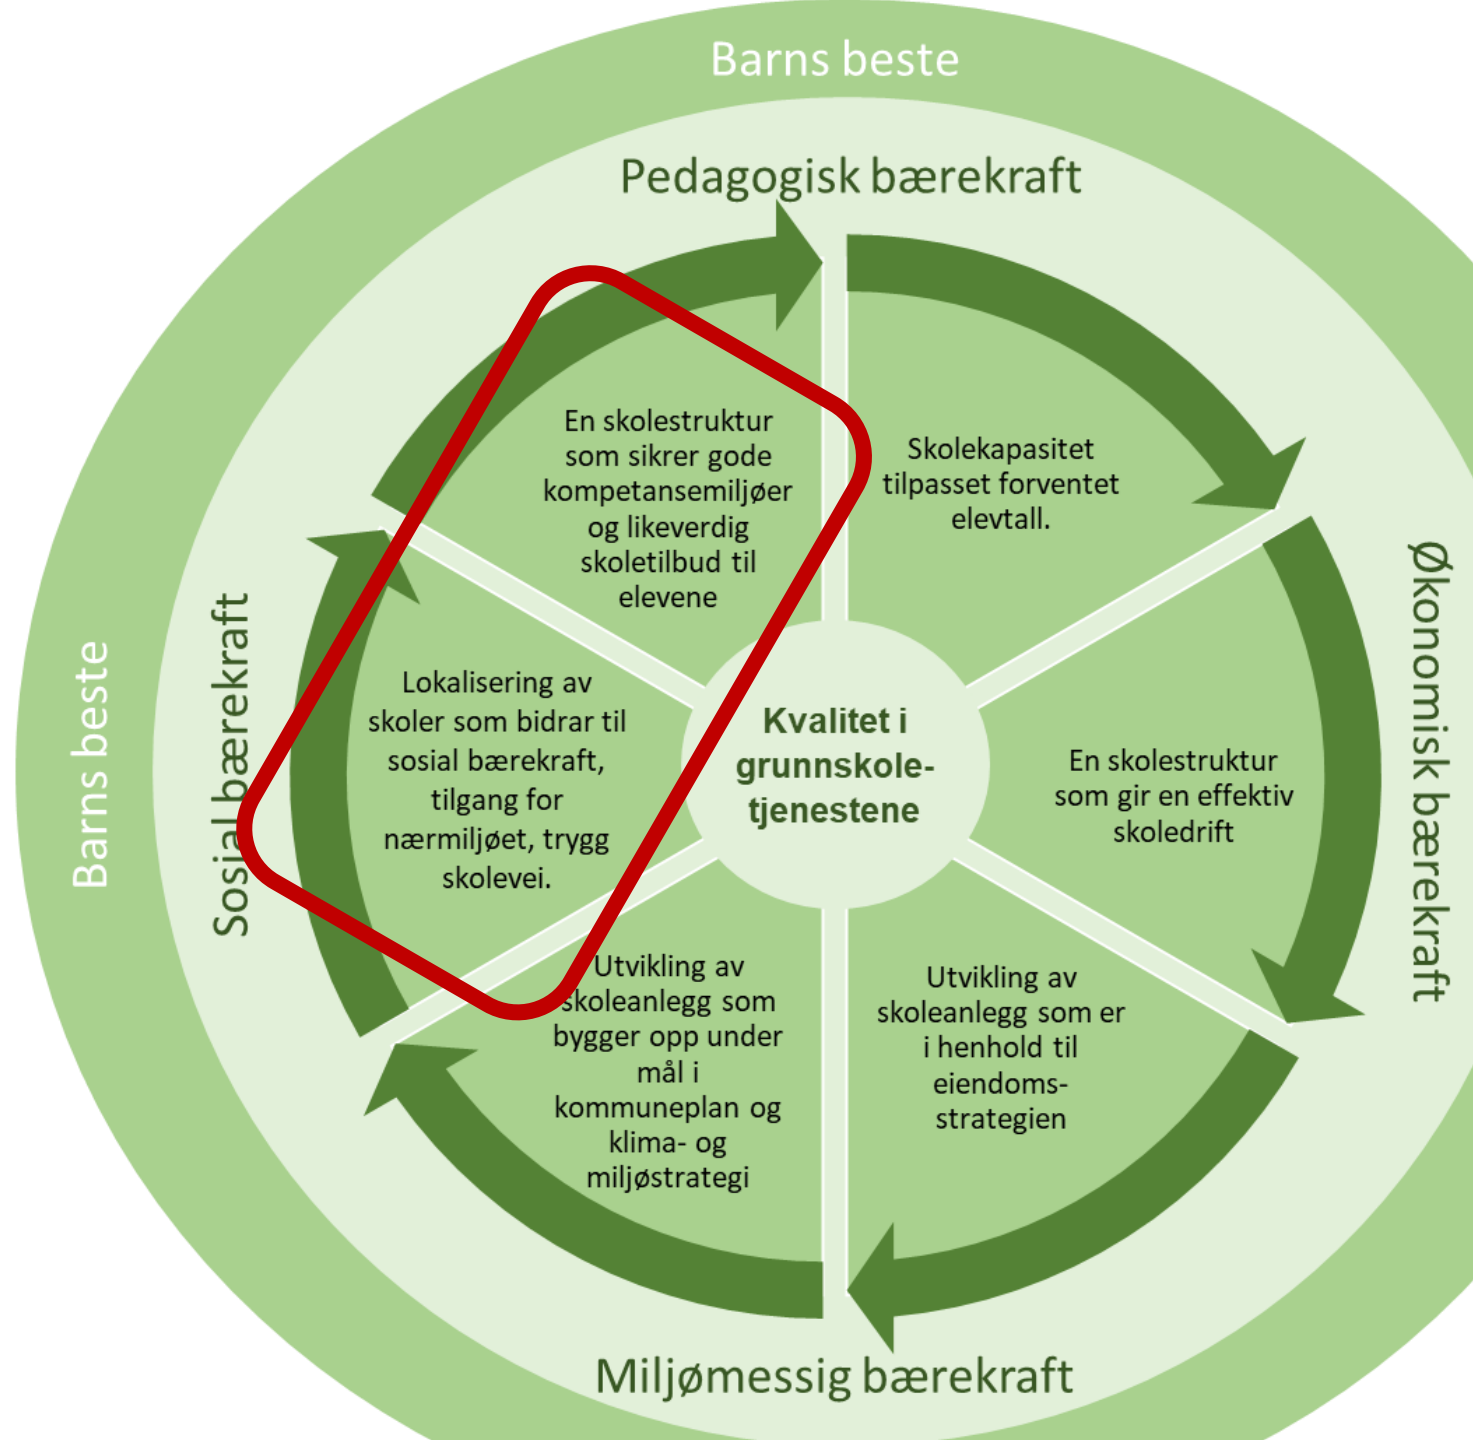 Barns beste
Pedagogisk bærekraft
En skolestruktur
som sikrer gode
kompetansemiljøer
og likeverdig
skoletilbud til
elevene
Skolekapasitet
tilpasset forventet
elevtall.
Økonomisk bærekraft
En skolestruktur
som gir en effektiv
skoledrift
Utvikling av
skoleanlegg som er
i henhold til
eiendoms-
strategien
Miljømessig bærekraft
Utvikling av
skoleanlegg som
bygger opp under
mål i
kommuneplan og
klima- og
miljøstrategi
Barns beste
Sosial bærekraft
Lokalisering av
skoler som bidrar til
sosial bærekraft,
tilgang for
nærmiljøet, trygg
skolevei.
Kvalitet i
grunnskole-
tjenestene